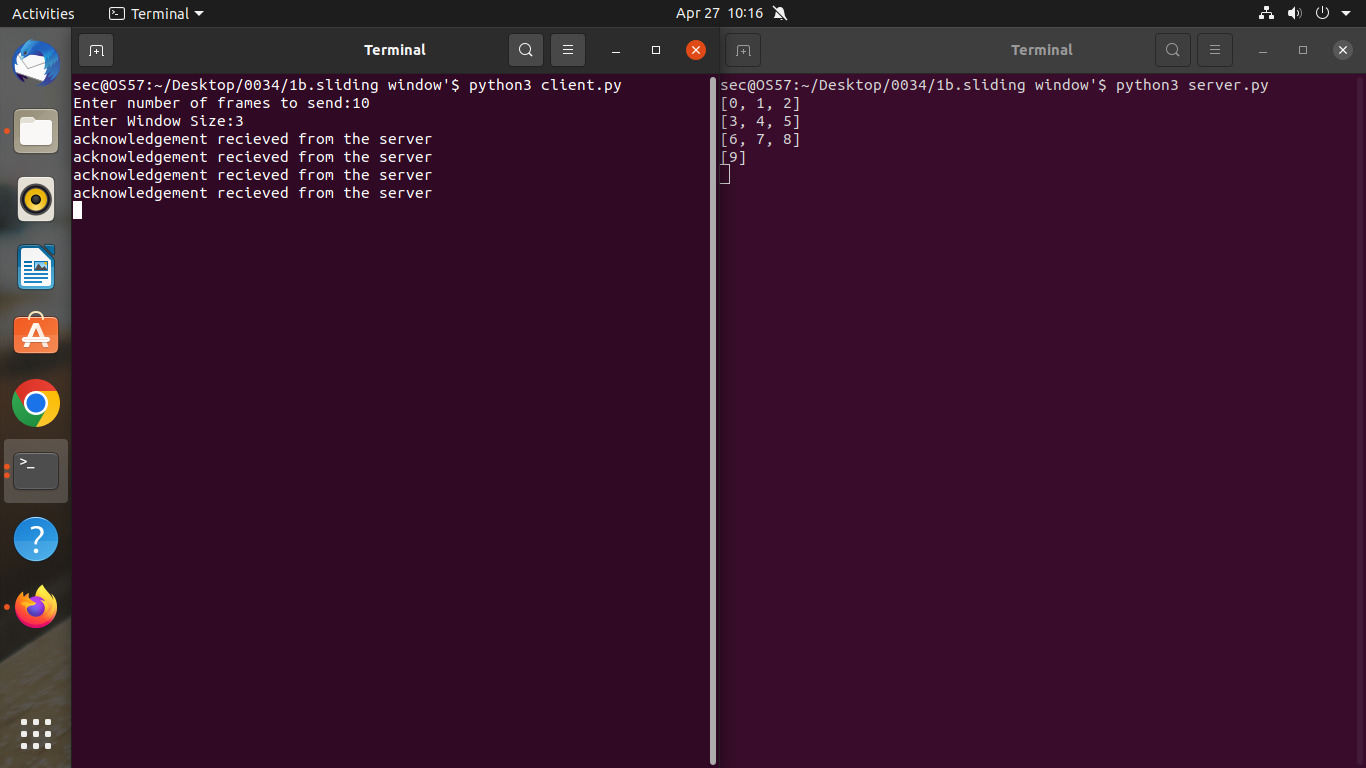 Activities
Terminal
Apr 27 10:16
Terminal
sec@OS57:~/Desktop/0034/1b.sliding window'$ python3 client.py
Enter number of frames to send:10
Enter Window Size:3
acknowledgement recieved from the server
acknowledgement recieved from the server
acknowledgement recieved from the server
acknowledgement recieved from the server
Terminal
sec@OS57:~/Desktop/0034/1b.sliding window'$ python3 server.py
[0, 1, 2]
[3, 4, 5]
[6, 7, 8]
[9]